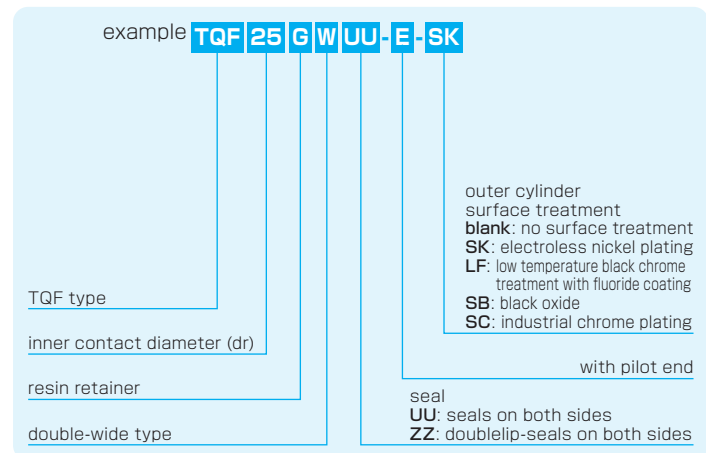 example TQF 25 G W UU - E - SK
outer cylinder
surface treatment
blank: no surface treatment
SK: electroless nickel plating
LF: low temperature black chrome
treatment with fluoride coating
SB: black oxide
SC: industrial chrome plating
TQF type
inner contact diameter (dr)
with pilot end
resin retainer
seal
UU: seals on both sides
ZZ: doublelip-seals on both sides
double-wide type